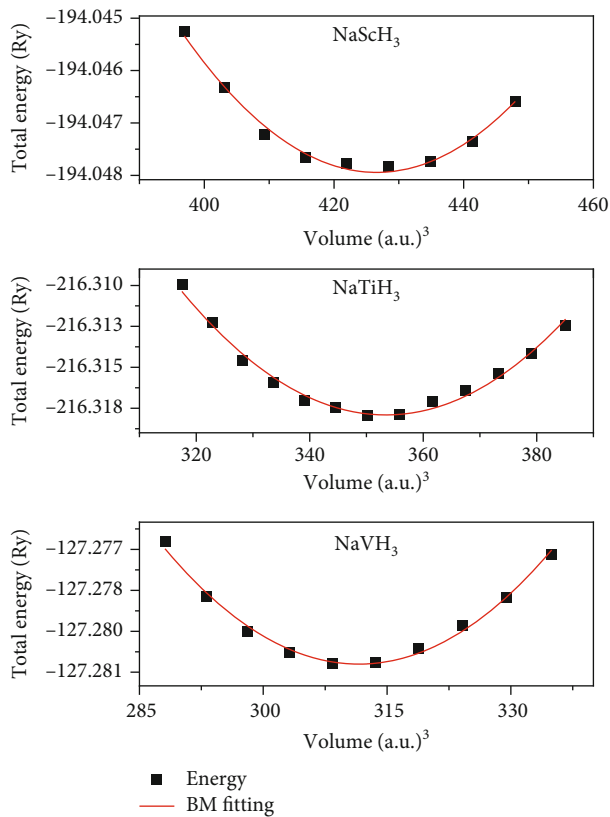 NaScH₃
Total energy (Ry)
–194.045
–194.046
–194.047
–194.048
400 420 440 460
Volume (a.u.)³
NaTiH₃
Total energy (Ry)
–216.310
–216.313
–216.315
–216.318
320 340 360 380
Volume (a.u.)³
NaVH₃
Total energy (Ry)
–127.277
–127.278
–127.280
–127.281
285 300 315 330
Volume (a.u.)³
Energy
BM fitting